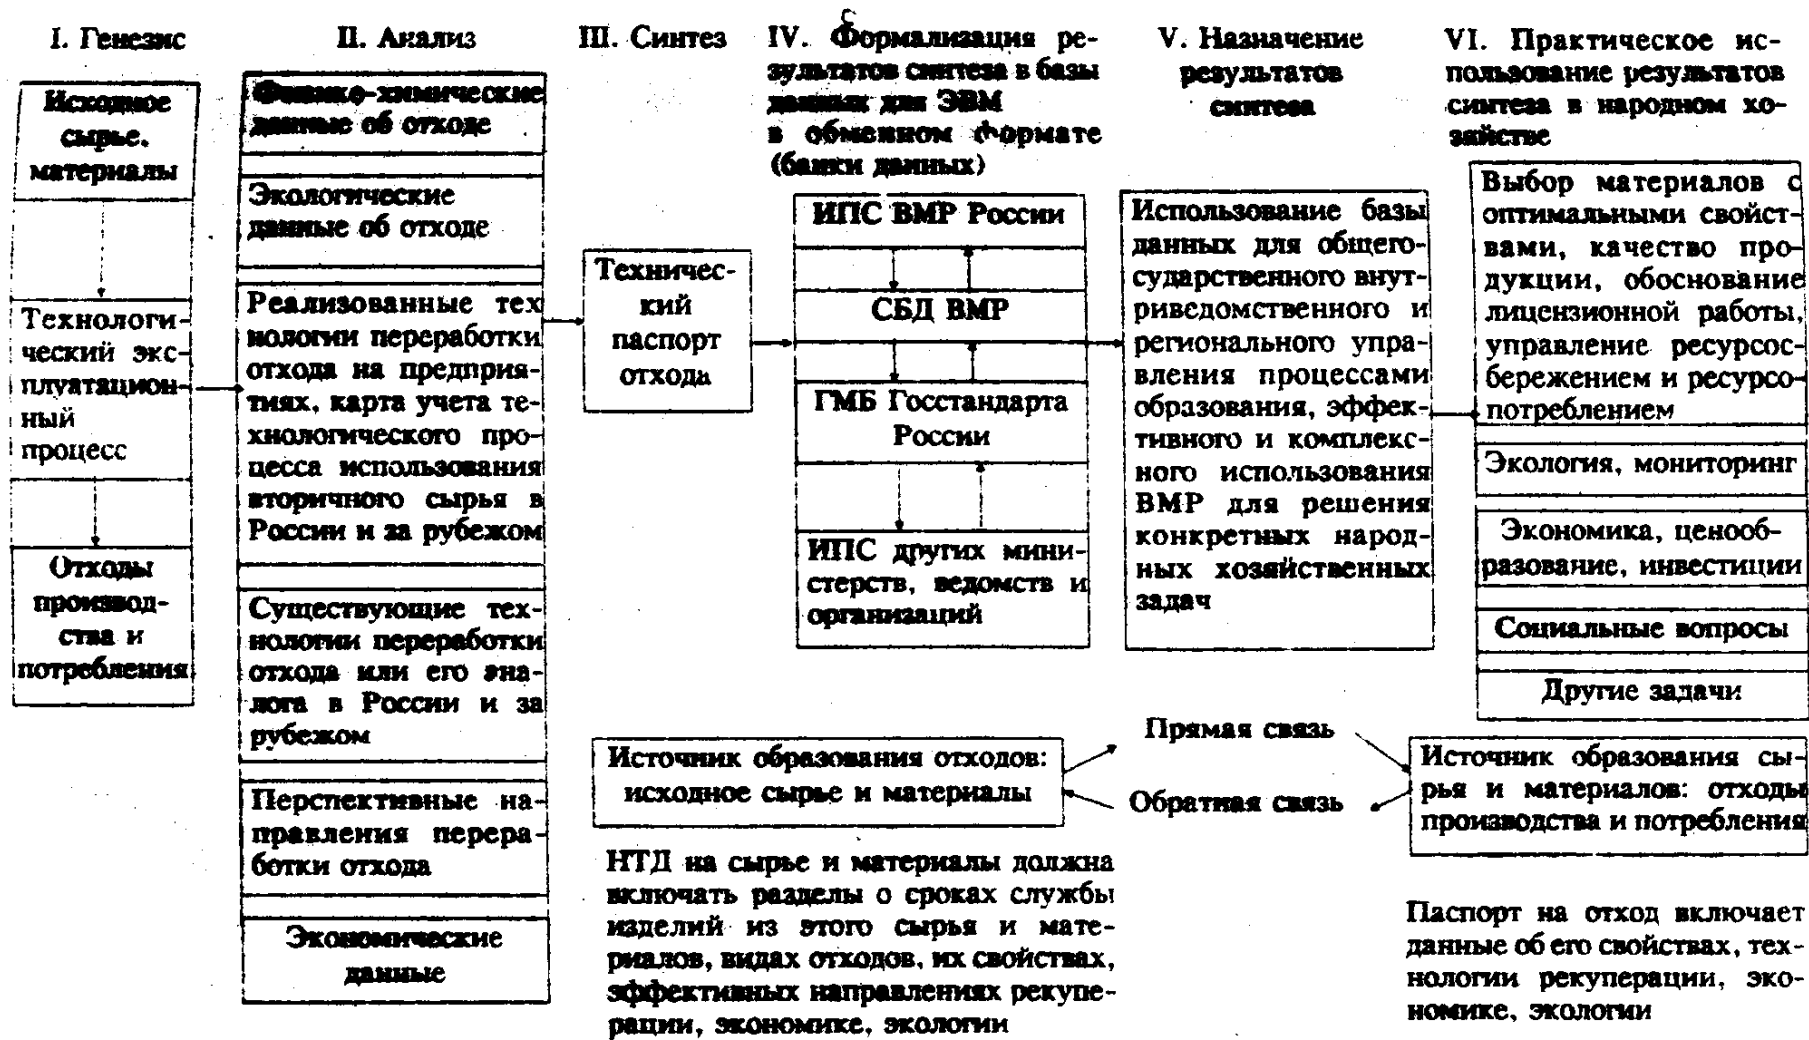 I. Генезис
Исходное
сырье,
материалы
Технологи-
ческий экс-
плуатацион-
ный
процесс
Отходы
производ-
ства и
потребления
II. Анализ
Физико-химические
данные об отходе
Экологические
данные об отходе
Реализованные тех
нологии переработки
отхода на предприя-
тиях, карта учета те-
хнологического про-
цесса использования
вторичного сырья в
России и за рубежом
Существующие тех-
нологии переработки
отхода или его ана-
лога в России и за
рубежом
Перспективные на-
правления перера-
ботки отхода
Экономические
данные
III. Синтез
Техничес-
кий
паспорт
отхода
IV. Формализация ре-
зультатов синтеза в базы
данных для ЭВМ
в обменном формате
(банки данных)
ИПС ВМР России
СБД ВМР
ГМБ Госстандарта
России
ИПС других мини-
стерств, ведомств и
организаций
V. Назначение
результатов
синтеза
Использование базы
данных для общего-
сударственного внут-
риведомственного и
регионального упра-
вления процессами
образования, эффек-
тивного и комплекс-
ного использования
ВМР для решения
конкретных народ-
ных хозяйственных
задач
VI. Практическое ис-
пользование результатов
синтеза в народном хо-
зяйстве
Выбор материалов с
оптимальными свойст-
вами, качество про-
дукции, обоснование
лицензионной работы,
управление ресурсос-
бережением и ресурсо-
потреблением
Экология, мониторинг
Экономика, ценооб-
разование, инвестиции
Социальные вопросы
Другие задачи
Источник образования отходов:
исходное сырье и материалы
Прямая связь
Обратная связь
Источник образования сы-
рья и материалов: отходы
производства и потребления
НТД на сырье и материалы должна
включать разделы о сроках службы
изделий из этого сырья и мате-
риалов, видах отходов, их свойствах,
эффективных направлениях рекупе-
рации, экономике, экологии
Паспорт на отход включает
данные об его свойствах, тех-
нологии рекуперации, эко-
номике, экологии